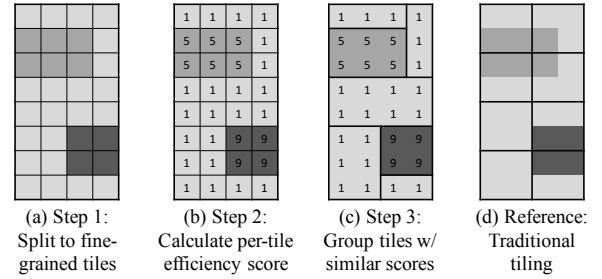 1 1 1 1
5 5 5 1
5 5 5 1
1 1 1 1
1 1 1 1
1 1 9 9
1 1 9 9
1 1 1 1
1 1 1 1
5 5 5 1
5 5 5 1
1 1 1 1
1 1 1 1
1 1 9 9
1 1 9 9
1 1 1 1
(a) Step 1:
Split to fine-
grained tiles
(b) Step 2:
Calculate per-tile
efficiency score
(c) Step 3:
Group tiles w/
similar scores
(d) Reference:
Traditional
tiling